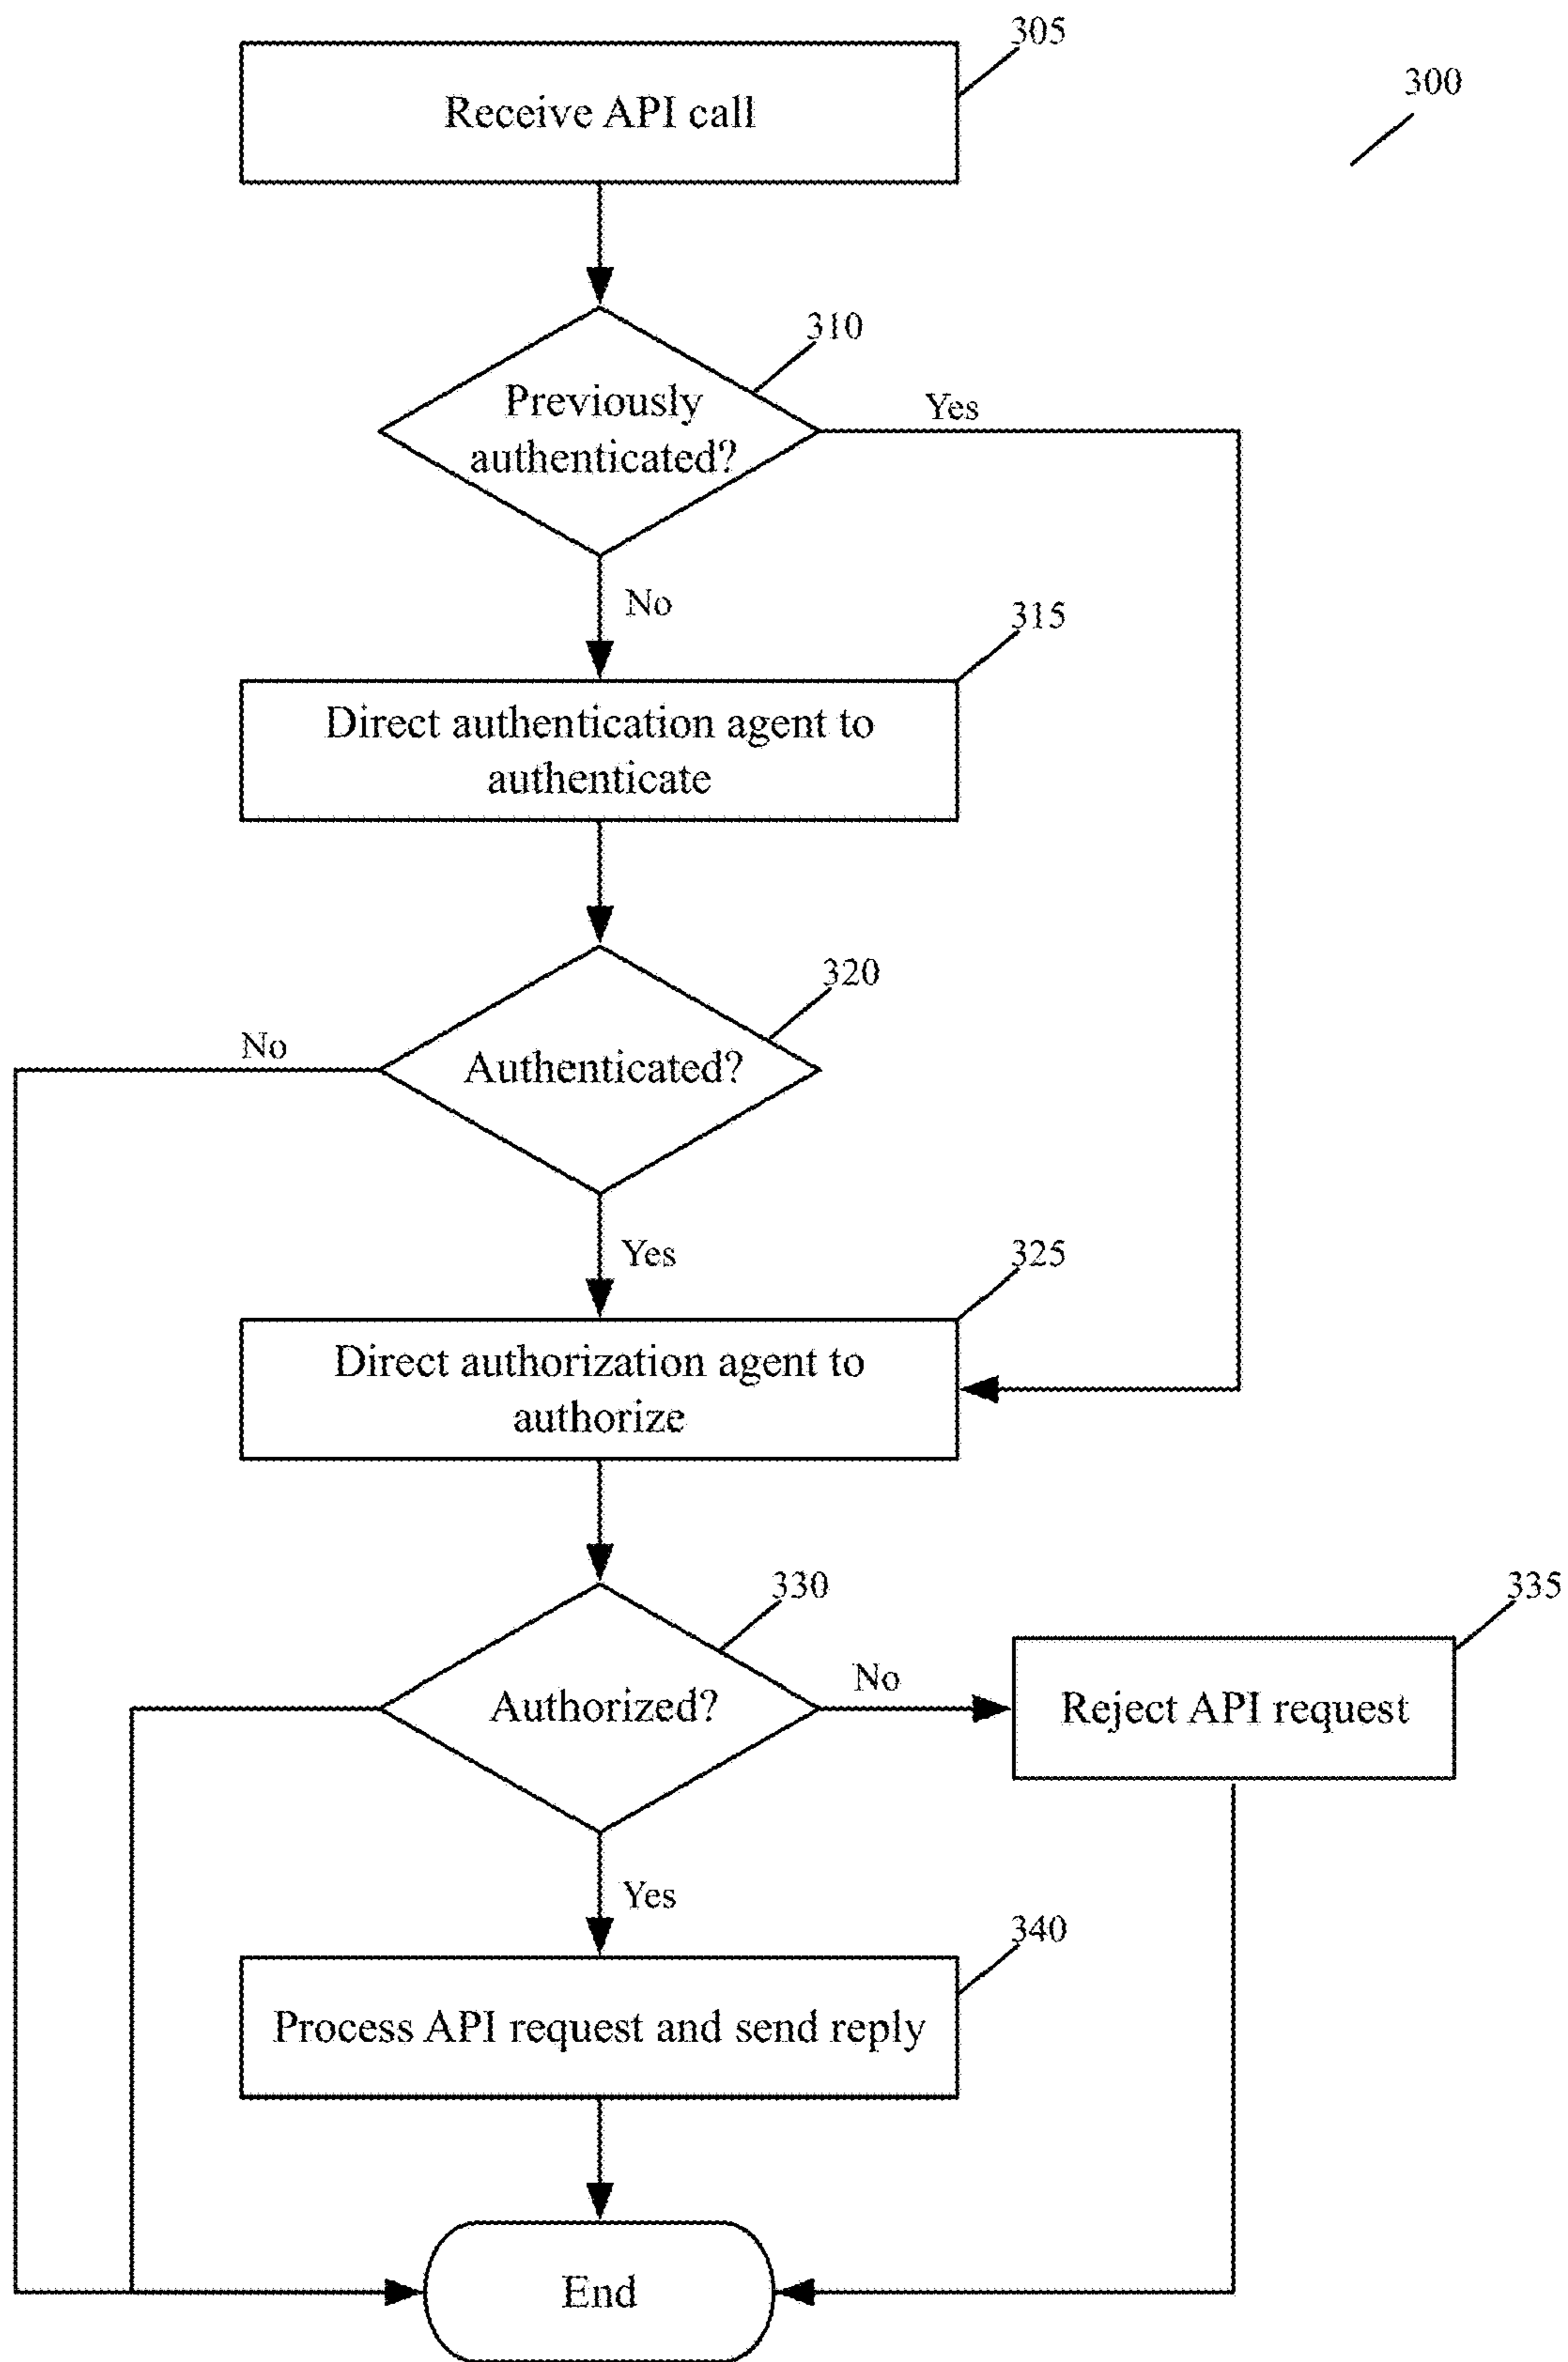 305
300
Receive API call
310
Previously
authenticated?
Yes
No
315
Direct authentication agent to
authenticate
320
No
Authenticated?
Yes
325
Direct authorization agent to
authorize
330
335
Authorized?
No
Reject API request
Yes
340
Process API request and send reply
End